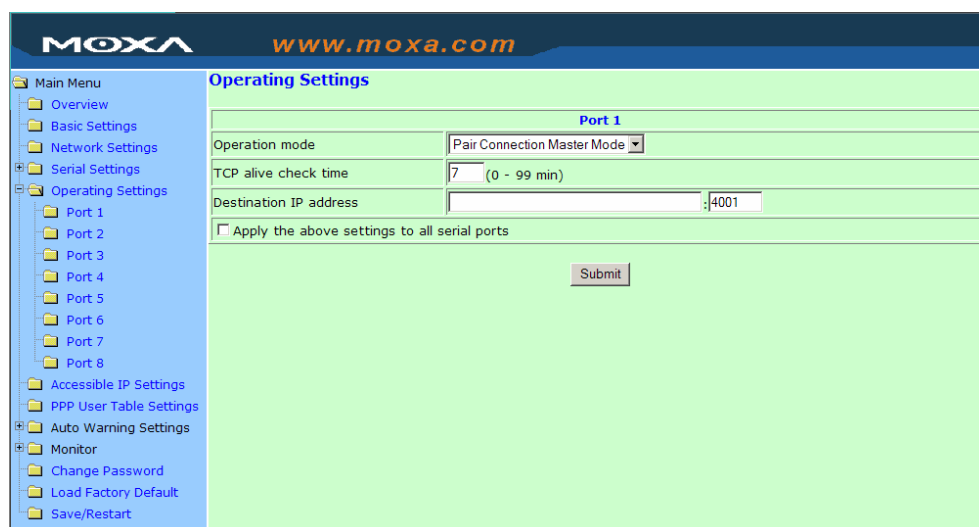 MOXA
www.moxa.com
Main Menu
Overview
Basic Settings
Network Settings
Serial Settings
Operating Settings
Port 1
Port 2
Port 3
Port 4
Port 5
Port 6
Port 7
Port 8
Accessible IP Settings
PPP User Table Settings
Auto Warning Settings
Monitor
Change Password
Load Factory Default
Save/Restart
Operating Settings
Port 1
Operation mode Pair Connection Master Mode
TCP alive check time 7 (0 - 99 min)
Destination IP address :4001
Apply the above settings to all serial ports
Submit